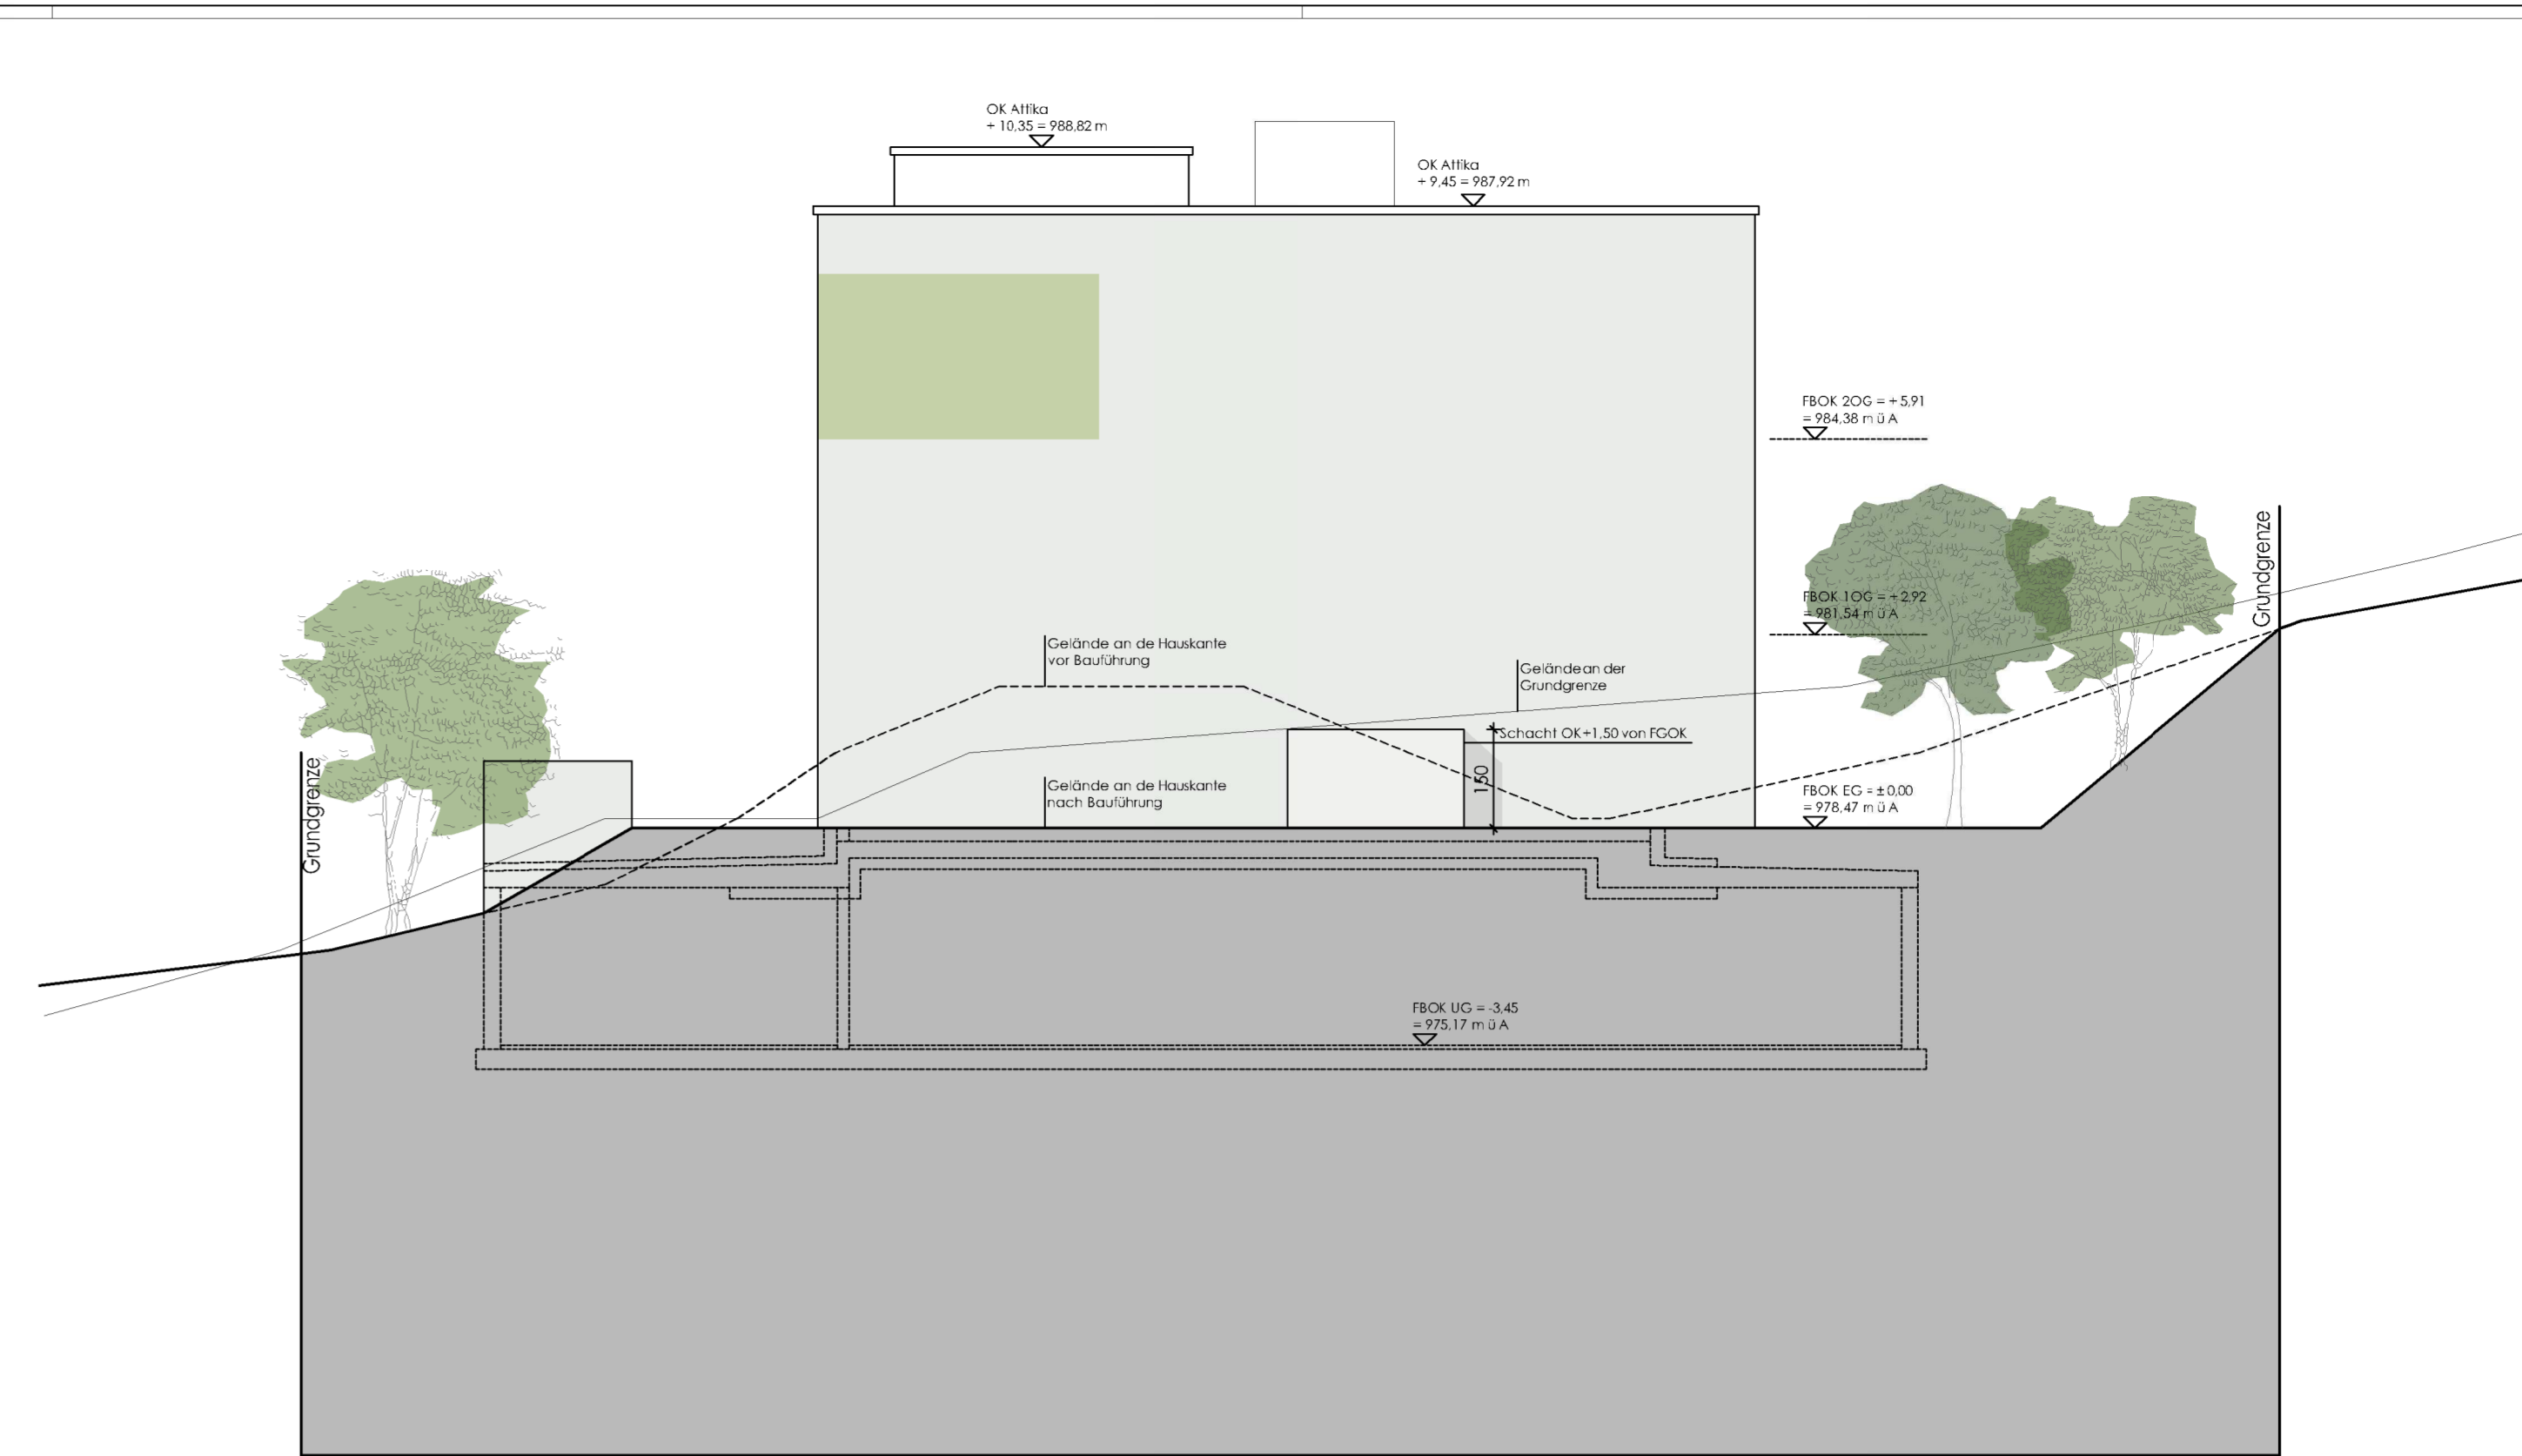 OK Attika
+ 10,35 = 988,82 m
OK Attika
+ 9,45 = 987,92 m
FBOK 2OG = + 5,91
= 984,38 m ü A
Grundgrenze
FBOK 1OG = + 2,92
= 981,54 m ü A
Gelände an de Hauskante
vor Bauführung
Gelände an der
Grundgrenze
Schacht OK+1,50 von FGOK
150
Grundgrenze
Gelände an de Hauskante
nach Bauführung
FBOK EG = ± 0,00
= 978,47 m ü A
FBOK UG = -3,45
= 975,17 m ü A